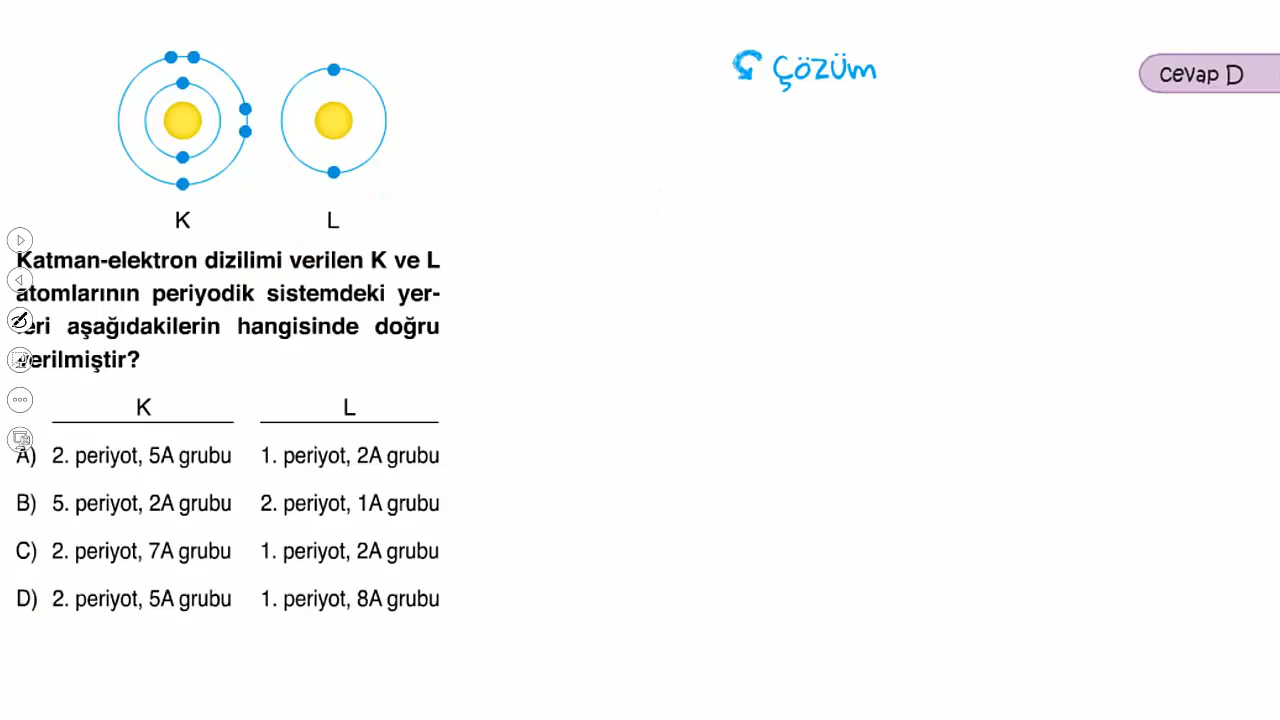 Çözüm
Cevap D
K L
Katman-elektron dizilimi verilen K ve L
atomlarının periyodik sistemdeki yer-
leri aşağıdakilerin hangisinde doğru
verilmiştir?
K L
A) 2. periyot, 5A grubu 1. periyot, 2A grubu
B) 5. periyot, 2A grubu 2. periyot, 1A grubu
C) 2. periyot, 7A grubu 1. periyot, 2A grubu
D) 2. periyot, 5A grubu 1. periyot, 8A grubu